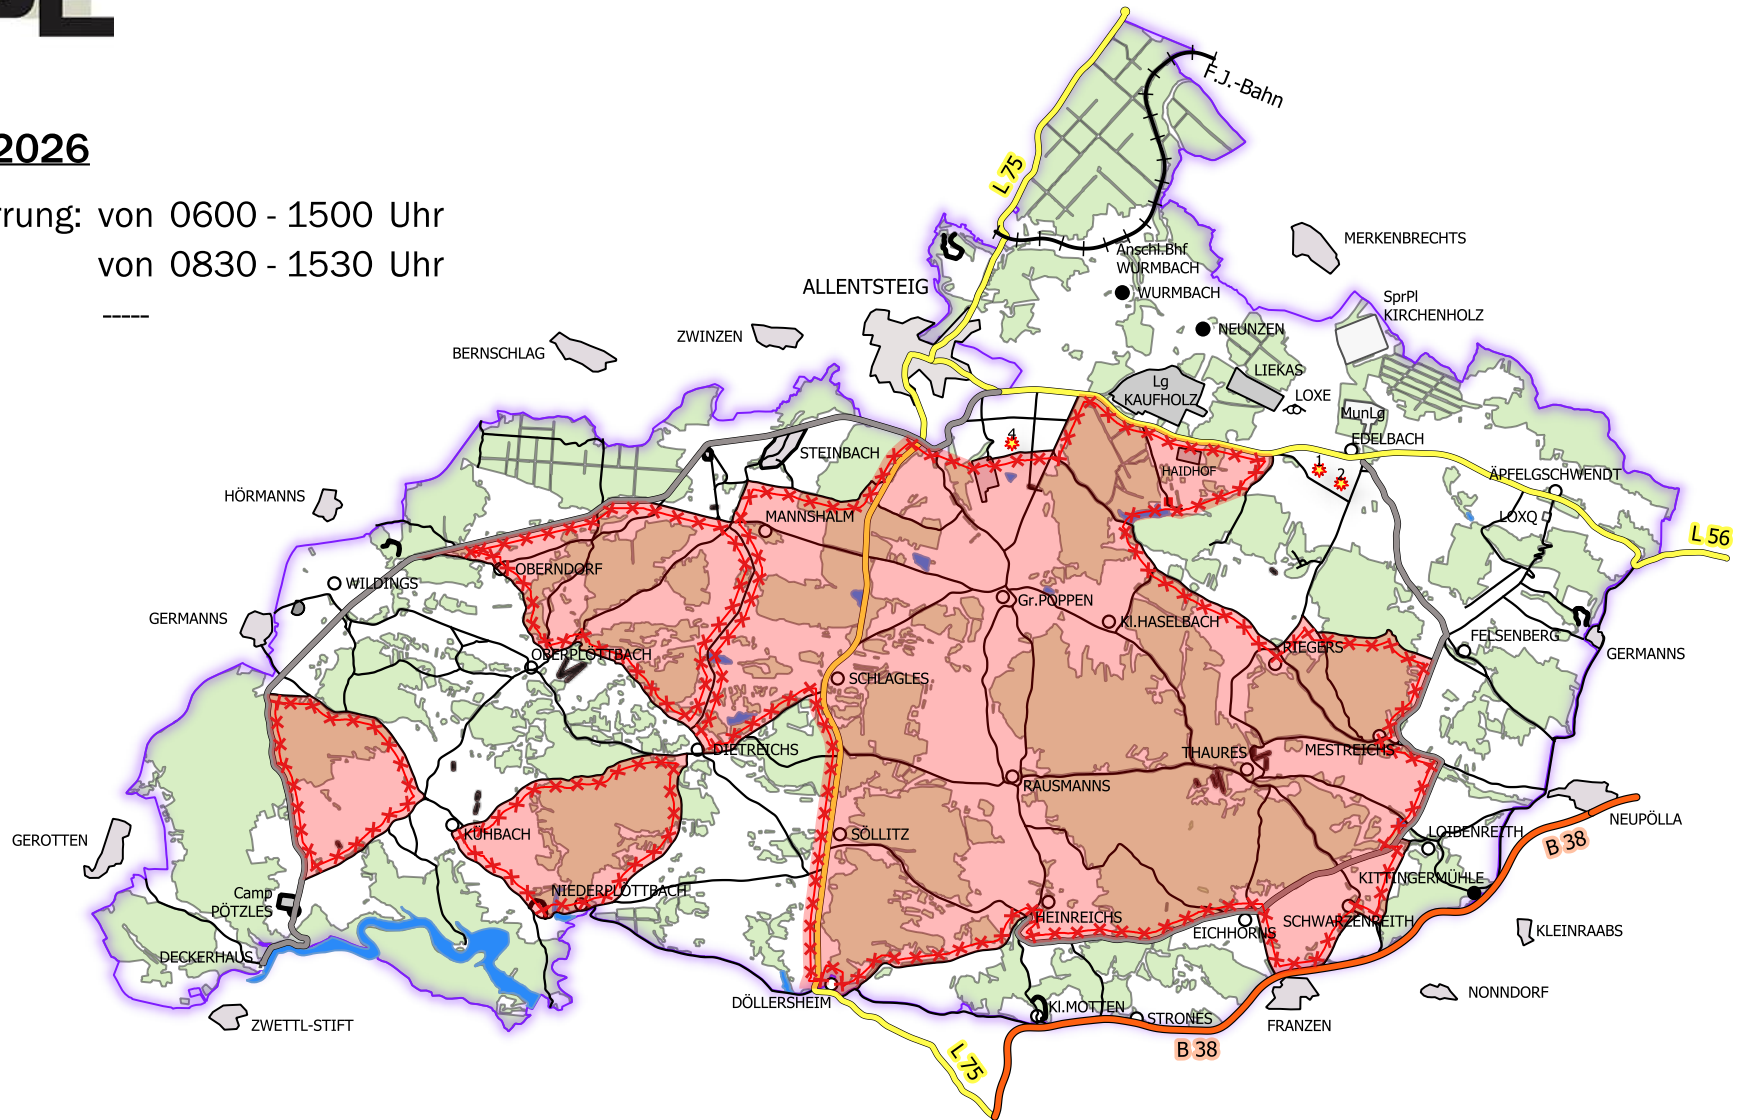 2026
rrung: von 0600 - 1500 Uhr
von 0830 - 1530 Uhr
-----
F.J.-Bahn
L 75
MERKENBRECHTS
Anschl.Bhf
WURMBACH
WURMBACH
ALLENTSTEIG
SprPl
KIRCHENHOLZ
NEUNZEN
ZWINZEN
BERNSCHLAG
LIEKAS
Lg
KAUFHOLZ
LOXE
MunLg
EDELBACH
4
STEINBACH
HAIDHOF
1
2
ÄPFELGSCHWENDT
HÖRMANNS
MANNSHALM
LOXQ
L 56
OBERNDORF
WILDINGS
Gr.POPPEN
GERMANNS
Kl.HASELBACH
FELSENBERG
RIEGERS
GERMANNS
OBERPLÖTTBACH
SCHLAGLES
DIETREICHS
THAURES
MESTREICHS
RAUSMANNS
NEUPÖLLA
KÜHBACH
SÖLLITZ
LOIBENREITH
GEROTTEN
B 38
KITTINGERMÜHLE
Camp
PÖTZLES
NIEDERPLÖTTBACH
HEINREICHS
SCHWARZENREITH
EICHHORNS
KLEINRAABS
DECKERHAUS
DÖLLERSHEIM
NONNDORF
Kl.MOTTEN
STRONES
ZWETTL-STIFT
FRANZEN
B 38
L 75